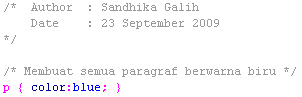 /*  Author  : Sandhika Galih
    Date    : 23 September 2009
*/
/* Membuat semua paragraf berwarna biru */
p { color:blue; }